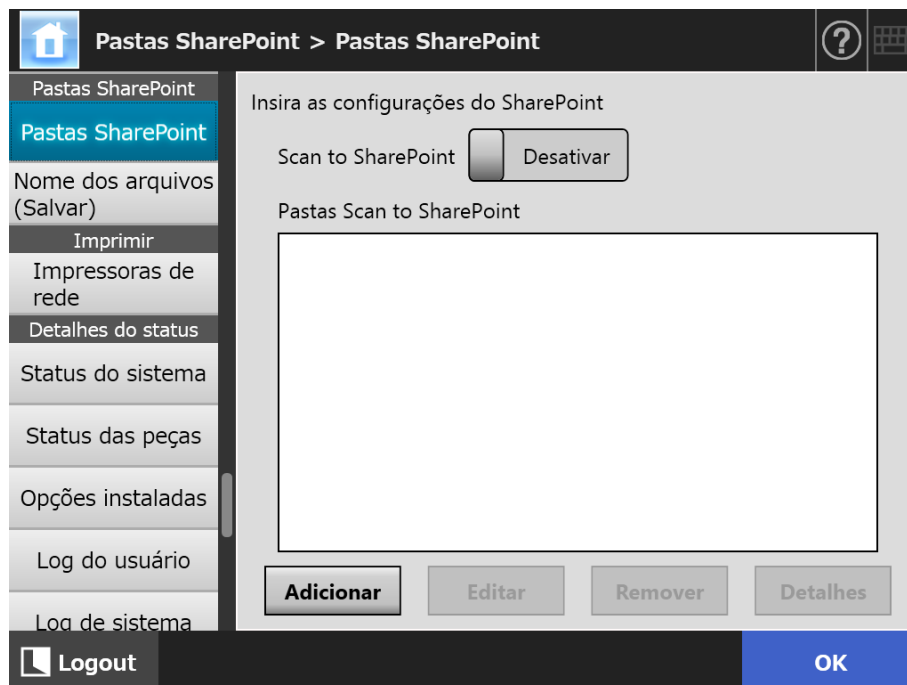 Pastas SharePoint > Pastas SharePoint
?
Pastas SharePoint
Pastas SharePoint
Nome dos arquivos
(Salvar)
Imprimir
Impressoras de
rede
Detalhes do status
Status do sistema
Status das peças
Opções instaladas
Log do usuário
Log de sistema
Insira as configurações do SharePoint
Scan to SharePoint
Desativar
Pastas Scan to SharePoint
Adicionar
Editar
Remover
Detalhes
Logout
OK